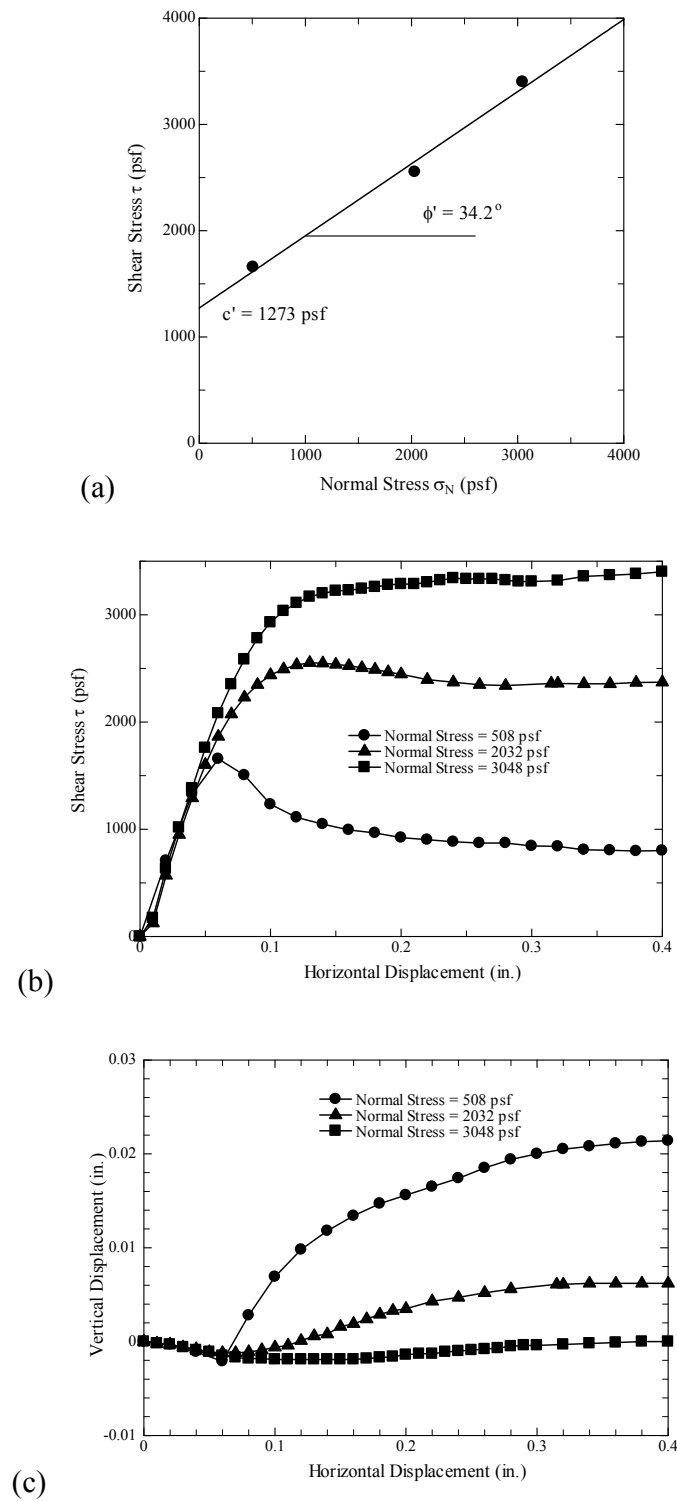 4000
3000
2000
1000
0
Shear Stress τ (psf)
ϕ' = 34.2°
c' = 1273 psf
0 1000 2000 3000 4000
Normal Stress σN (psf)
(a)
3000
2000
1000
0
Shear Stress τ (psf)
Normal Stress = 508 psf
Normal Stress = 2032 psf
Normal Stress = 3048 psf
0 0.1 0.2 0.3 0.4
Horizontal Displacement (in.)
(b)
0.03
0.02
0.01
0.0
-0.01
Vertical Displacement (in.)
Normal Stress = 508 psf
Normal Stress = 2032 psf
Normal Stress = 3048 psf
0 0.1 0.2 0.3 0.4
Horizontal Displacement (in.)
(c)